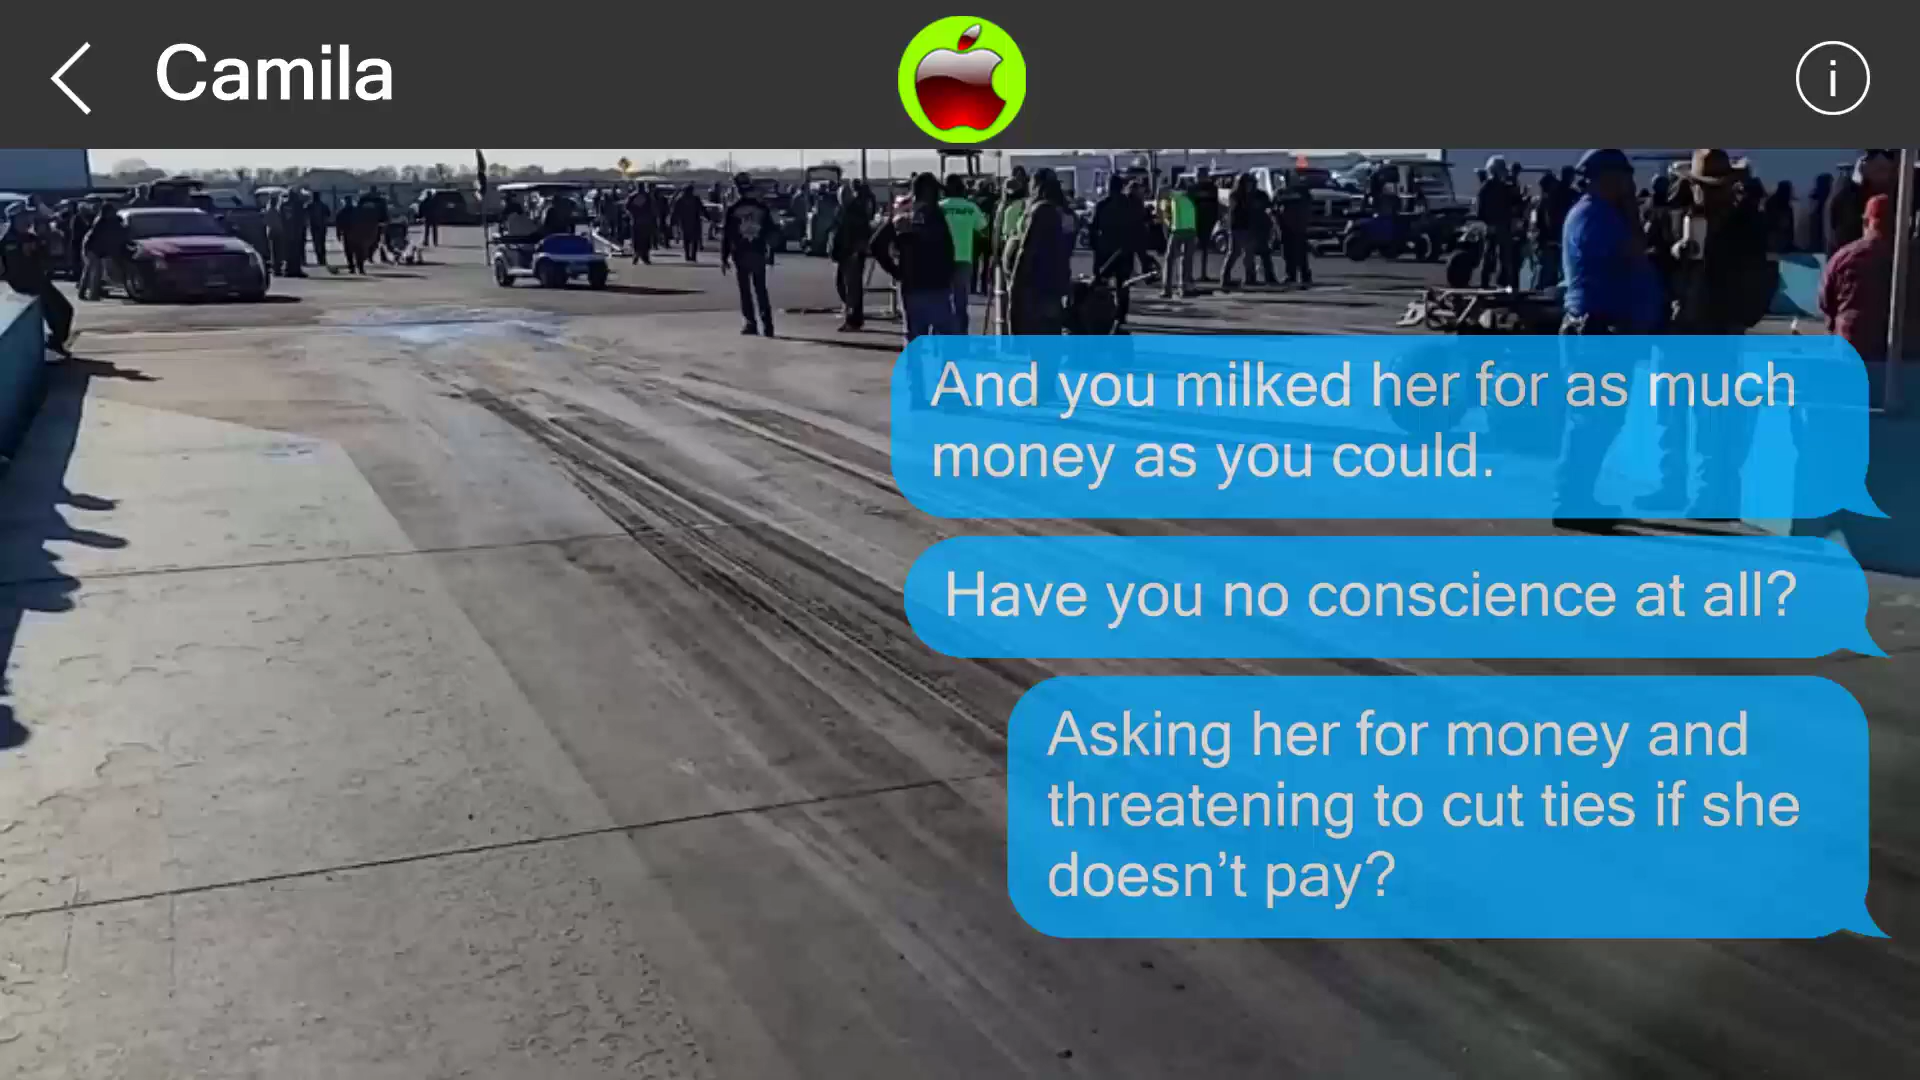 Camila
i
And you milked her for as much
money as you could.
Have you no conscience at all?
Asking her for money and
threatening to cut ties if she
doesn’t pay?